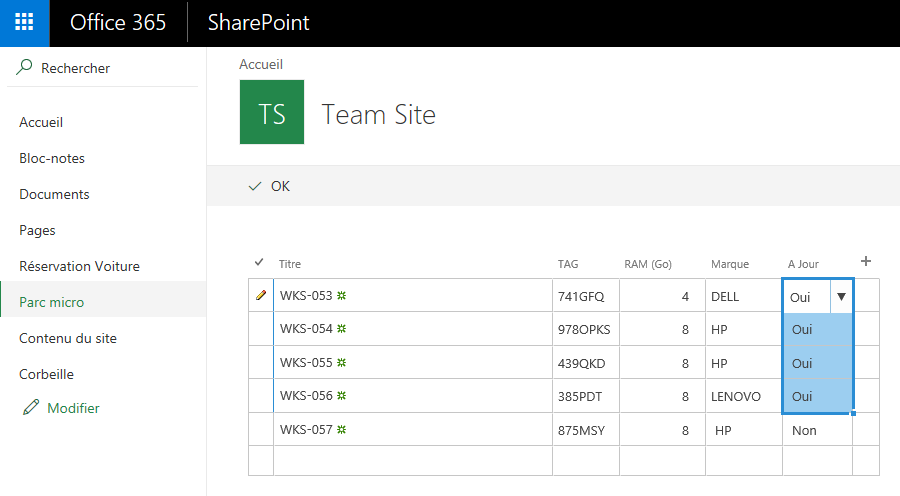 Office 365 SharePoint
Rechercher
Accueil
Bloc-notes
Documents
Pages
Réservation Voiture
Parc micro
Contenu du site
Corbeille
Modifier
Accueil
TS Team Site
OK
Titre TAG RAM (Go) Marque A Jour
WKS-053 741GFQ 4 DELL Oui
WKS-054 978OPKS 8 HP Oui
WKS-055 439QKD 8 HP Oui
WKS-056 385PDT 8 LENOVO Oui
WKS-057 875MSY 8 HP Non